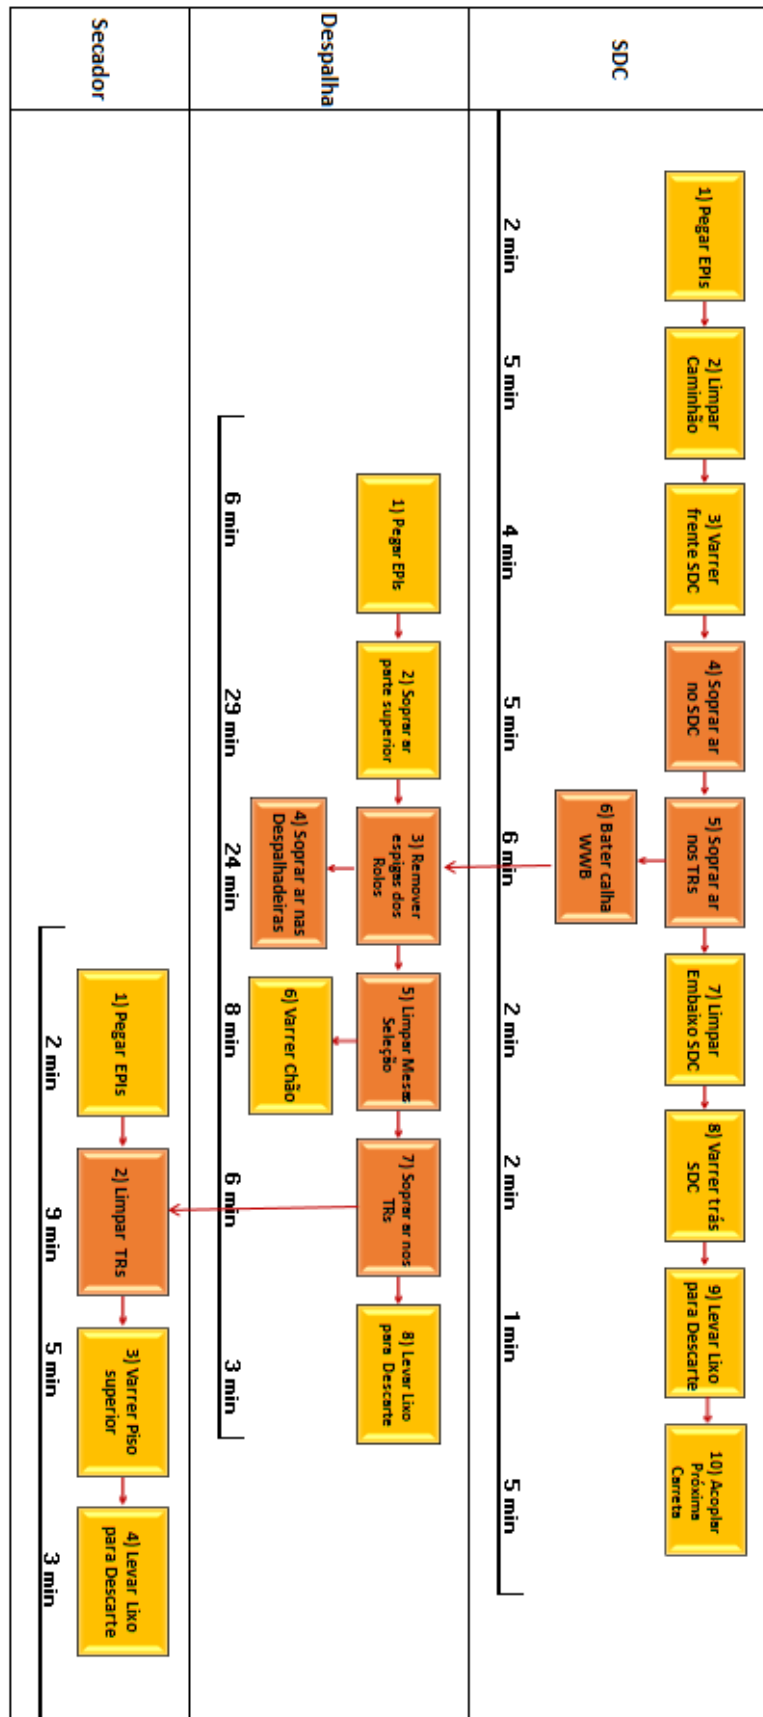 SDC
1) Pegar EPIs
2) Limpar
Caminhão
3) Varrer
frente SDC
4) Soprar ar
no SDC
5) Soprar ar
nos TRs
6) Bater calha
WWB
7) Limpar
Embaixo SDC
8) Varrer trás
SDC
9) Levar Lixo
para Descarte
10) Acoplar
Próxima
Carreta
2 min
5 min
4 min
5 min
6 min
2 min
2 min
1 min
5 min
Despalha
1) Pegar EPIs
2) Soprar ar
parte superior
3) Remover
espigas dos
Rolos
4) Soprar ar nas
Despalhadeiras
5) Limpar Mesas
Seleção
6) Varrer Chão
7) Soprar ar nos
TRs
8) Levar Lixo
para Descarte
6 min
29 min
24 min
8 min
6 min
3 min
Secador
1) Pegar EPIs
2) Limpar TRs
3) Varrer Piso
superior
4) Levar Lixo
para Descarte
2 min
9 min
5 min
3 min